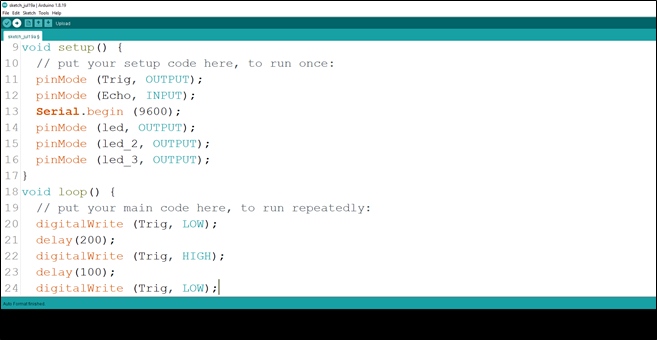 sketch_jul19a | Arduino 1.8.19
File Edit Sketch Tools Help
Upload
sketch_jul19a §
9 void setup() {
10 // put your setup code here, to run once:
11 pinMode (Trig, OUTPUT);
12 pinMode (Echo, INPUT);
13 Serial.begin (9600);
14 pinMode (led, OUTPUT);
15 pinMode (led_2, OUTPUT);
16 pinMode (led_3, OUTPUT);
17 }
18 void loop() {
19 // put your main code here, to run repeatedly:
20 digitalWrite (Trig, LOW);
21 delay(200);
22 digitalWrite (Trig, HIGH);
23 delay(100);
24 digitalWrite (Trig, LOW);
Auto Format finished.